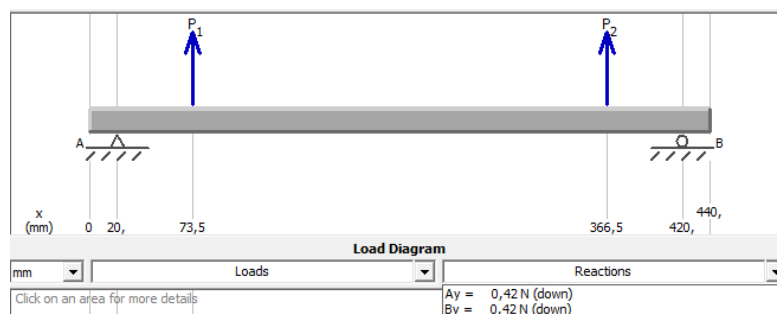 P1 P2
A B
x
(mm) 0 20, 73,5 366,5 420, 440,
Load Diagram
mm Loads Reactions
Click on an area for more details
Ay = 0,42 N (down)
By = 0,42 N (down)